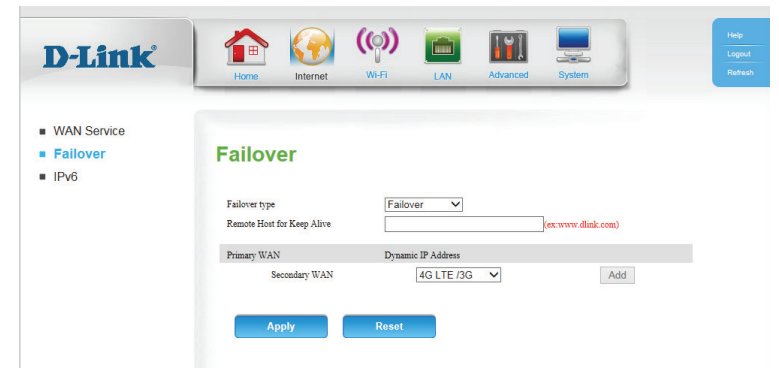 D-Link®
Home
Internet
Wi-Fi
LAN
Advanced
System
Help
Logout
Refresh
WAN Service
Failover
IPv6
Failover
Failover type
Failover
Remote Host for Keep Alive
(ex:www.dlink.com)
Primary WAN Dynamic IP Address
Secondary WAN 4G LTE /3G Add
Apply Reset